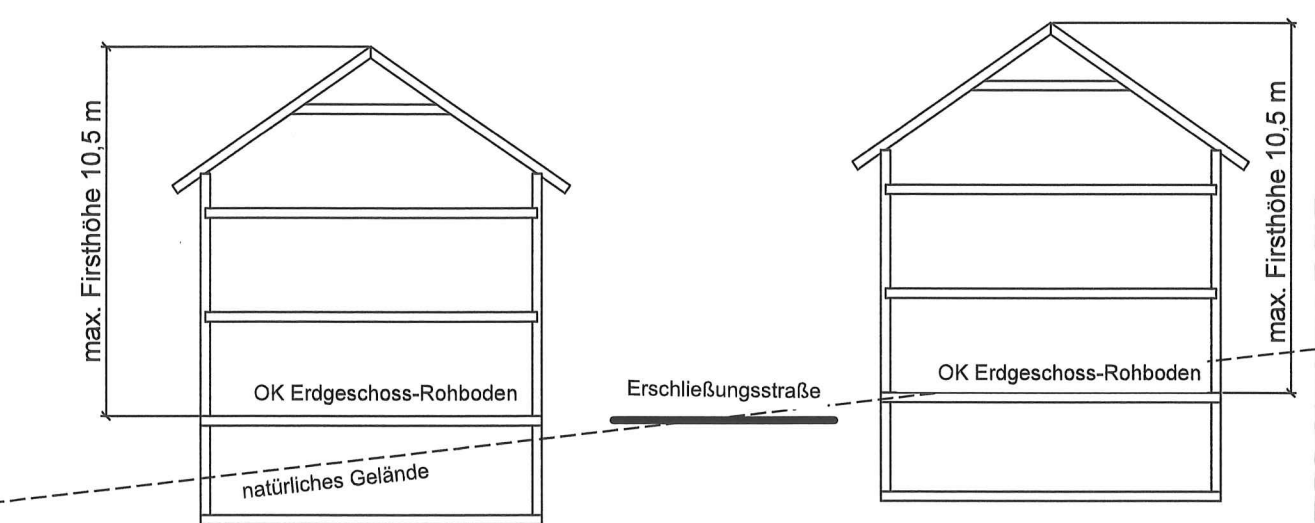 max. Firsthöhe 10,5 m
OK Erdgeschoss-Rohboden
natürliches Gelände
Erschließungsstraße
OK Erdgeschoss-Rohboden
max. Firsthöhe 10,5 m